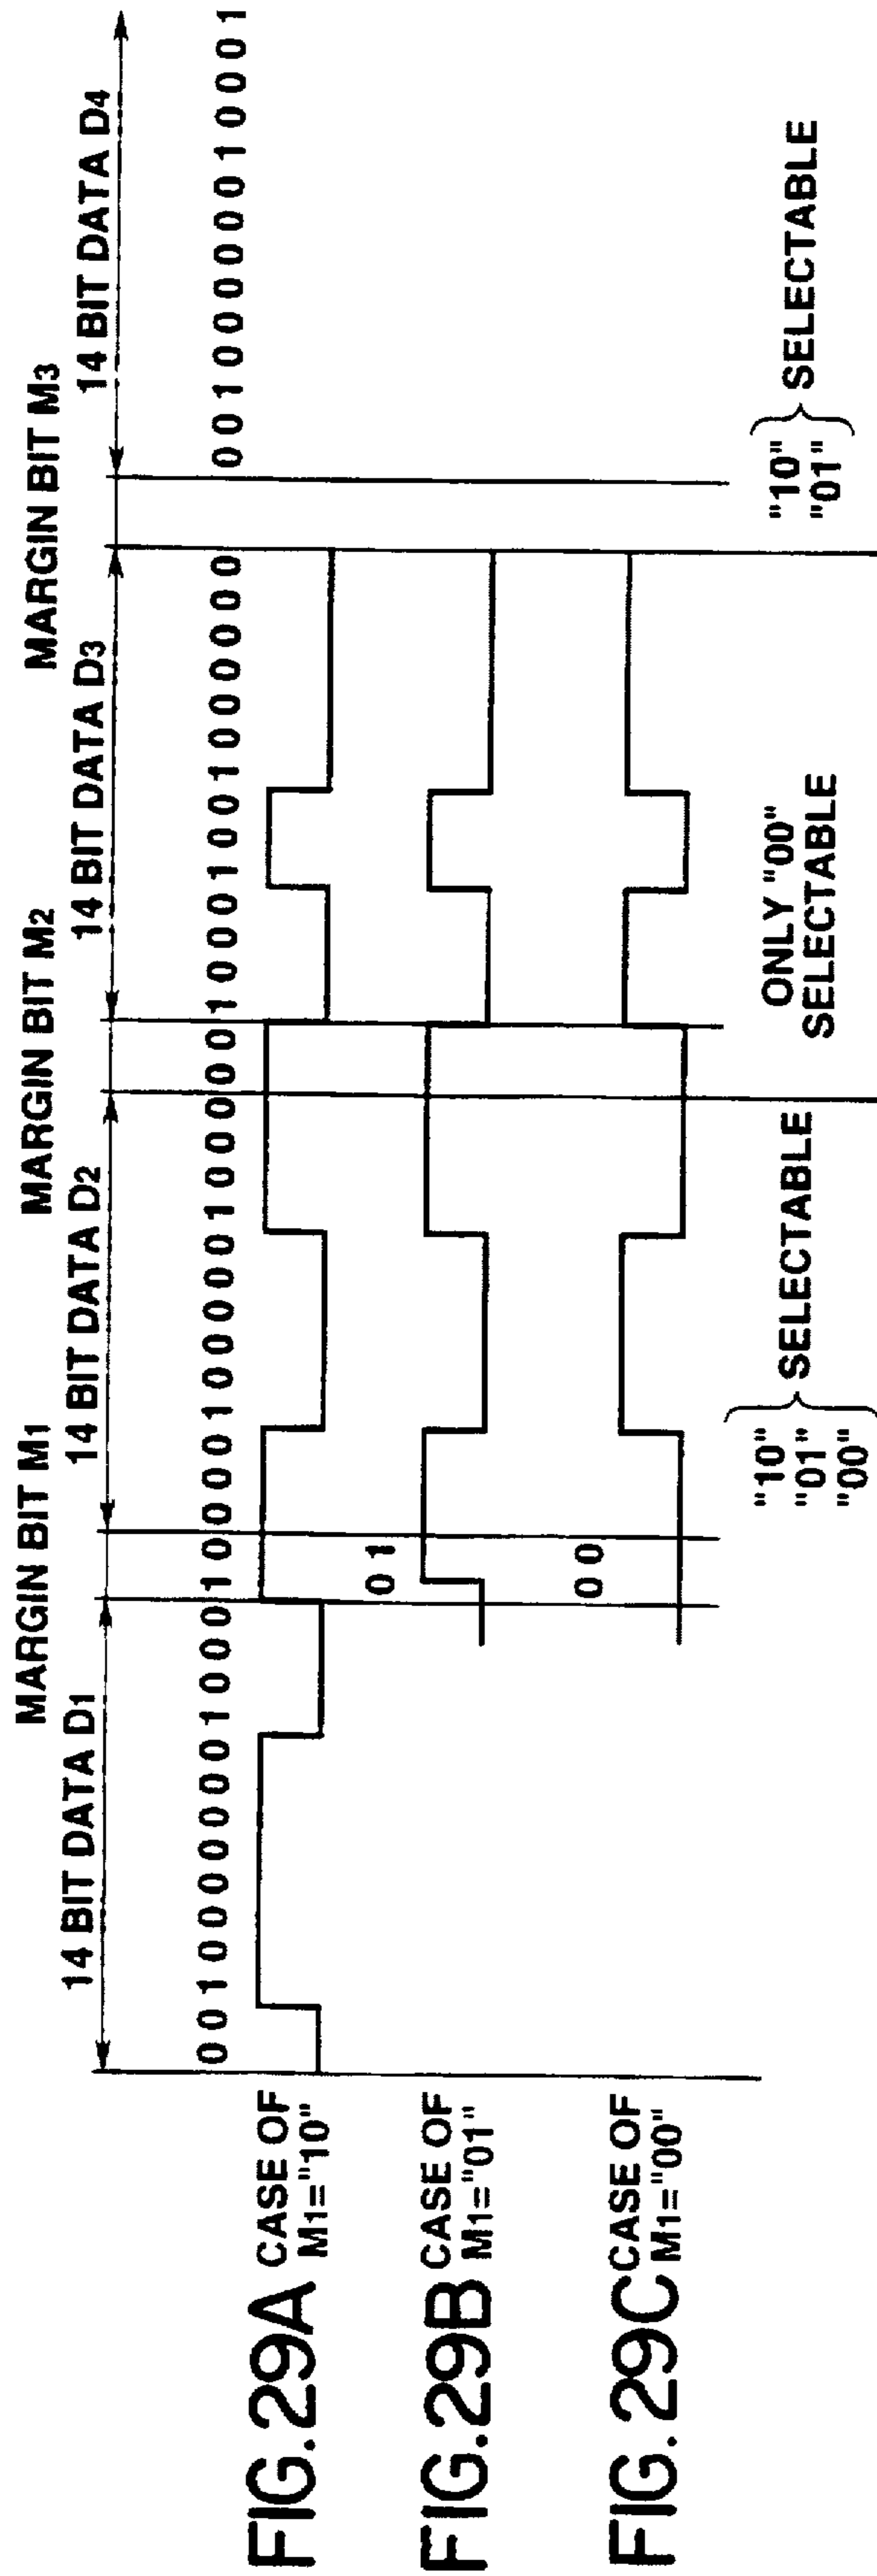 MARGIN BIT M1 MARGIN BIT M2 MARGIN BIT M3
14 BIT DATA D1 14 BIT DATA D2 14 BIT DATA D3 14 BIT DATA D4
0 0 1 0 0 0 0 0 0 0 1 0 0 0 1 0 0 0 0 1 0 0 0 0 0 1 0 0 0 0 0 1 0 0 0 1 0 0 1 0 0 0 0 0 0 0 0 1 0 0 0 0 0 0 1 0 0 0 1
FIG.29A CASE OF
M1="10"
0 1
FIG.29B CASE OF
M1="01"
0 0
FIG.29C CASE OF
M1="00"
"10"
"01" SELECTABLE
"00"
ONLY "00"
SELECTABLE
"10"
"01" SELECTABLE